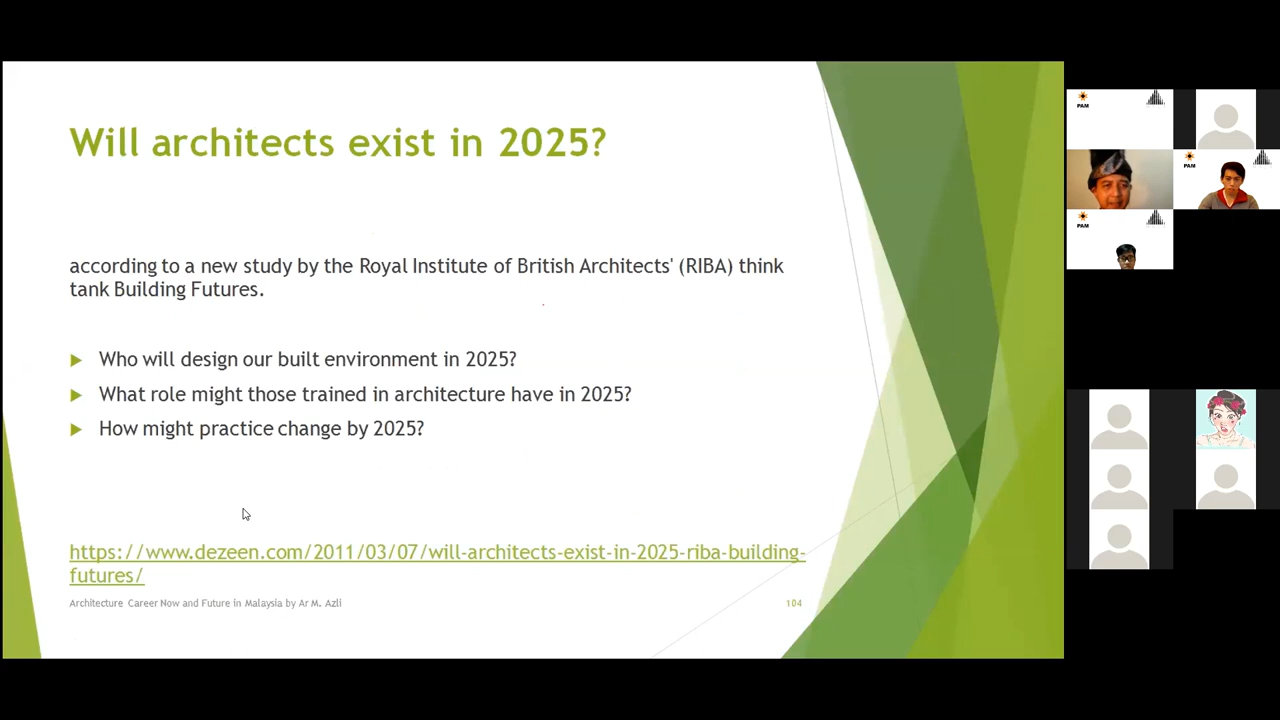 Will architects exist in 2025?
according to a new study by the Royal Institute of British Architects' (RIBA) think
tank Building Futures.
Who will design our built environment in 2025?
What role might those trained in architecture have in 2025?
How might practice change by 2025?
https://www.dezeen.com/2011/03/07/will-architects-exist-in-2025-riba-building-
futures/
Architecture Career Now and Future in Malaysia by Ar M. Azli
104
PAM
PAM
PAM